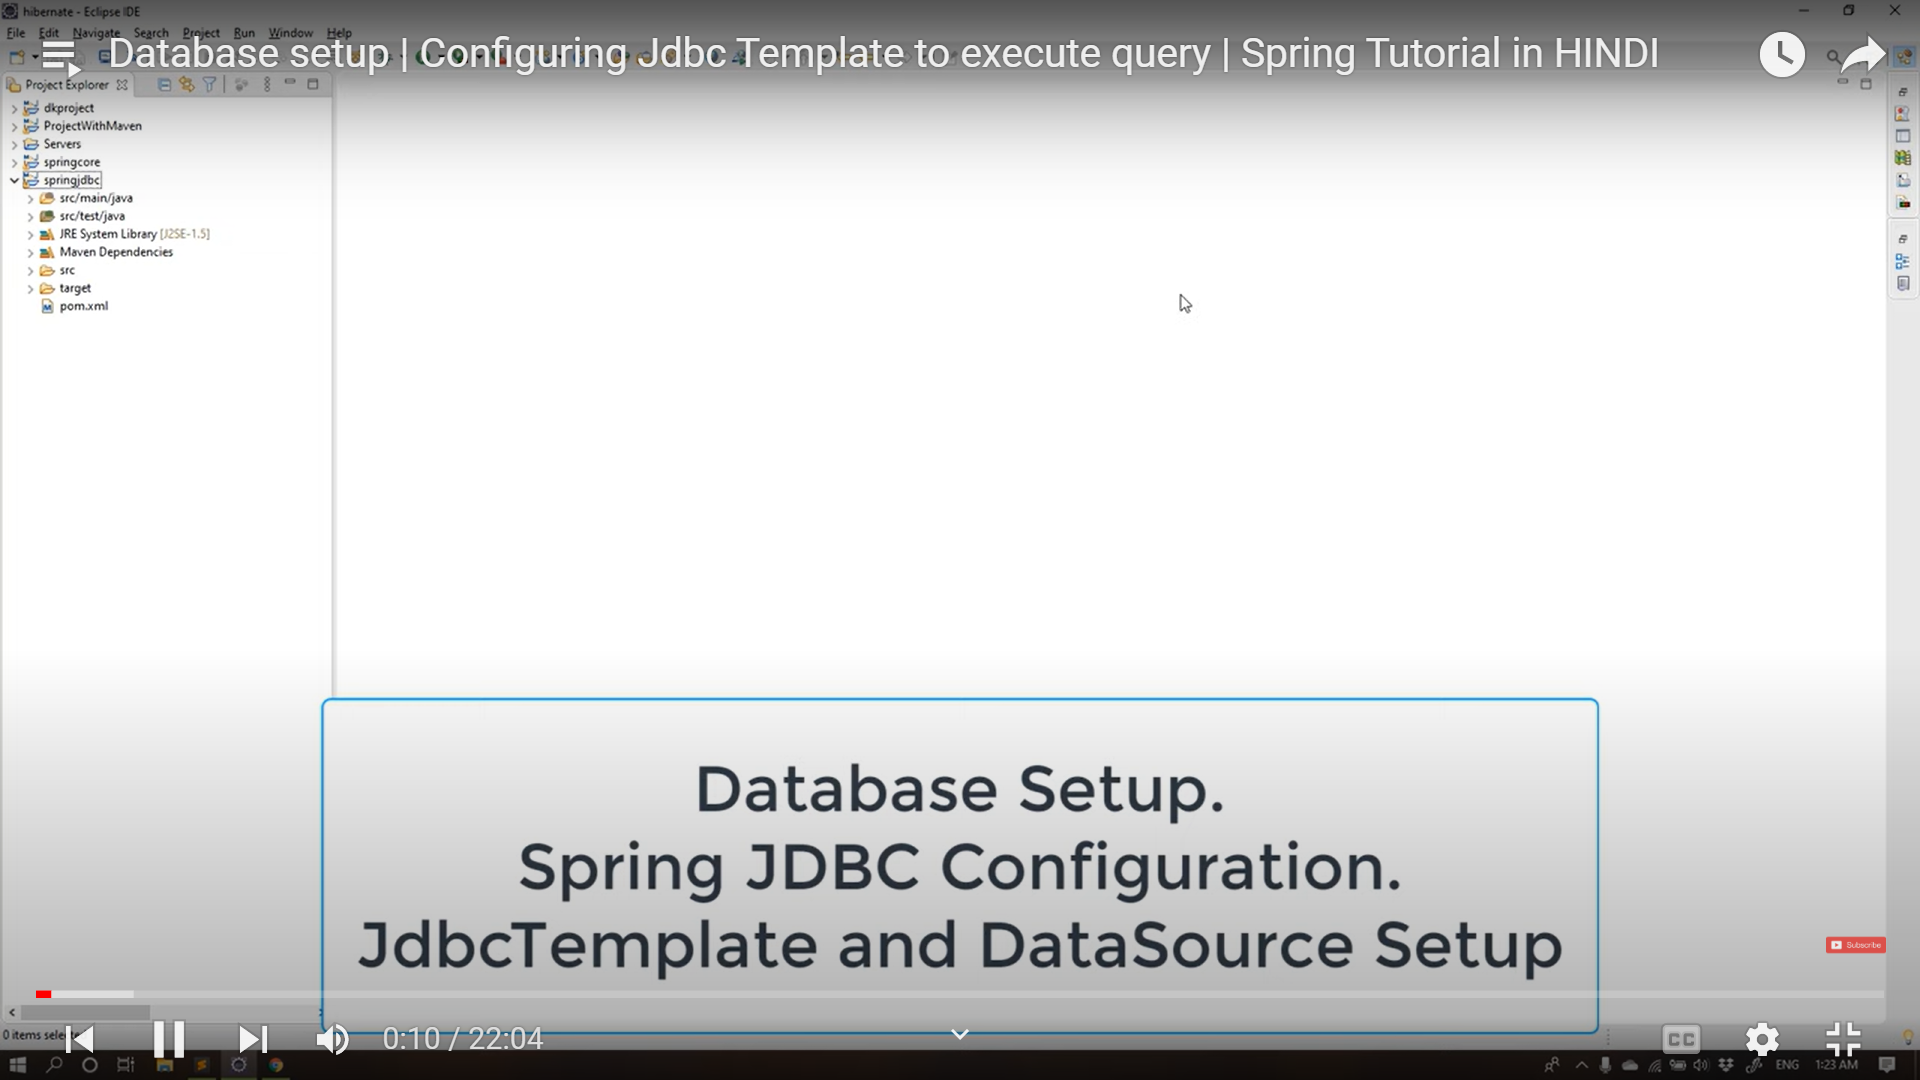 hibernate - Eclipse IDE
File Edit Navigate Search Project Run Window Help
Database setup | Configuring Jdbc Template to execute query | Spring Tutorial in HINDI
Project Explorer
dkproject
ProjectWithMaven
Servers
springcore
springjdbc
src/main/java
src/test/java
JRE System Library [J2SE-1.5]
Maven Dependencies
src
target
pom.xml
Database Setup.
Spring JDBC Configuration.
JdbcTemplate and DataSource Setup
Subscribe
0 items
0:10 / 22:04
CC
ENG 1:23 AM